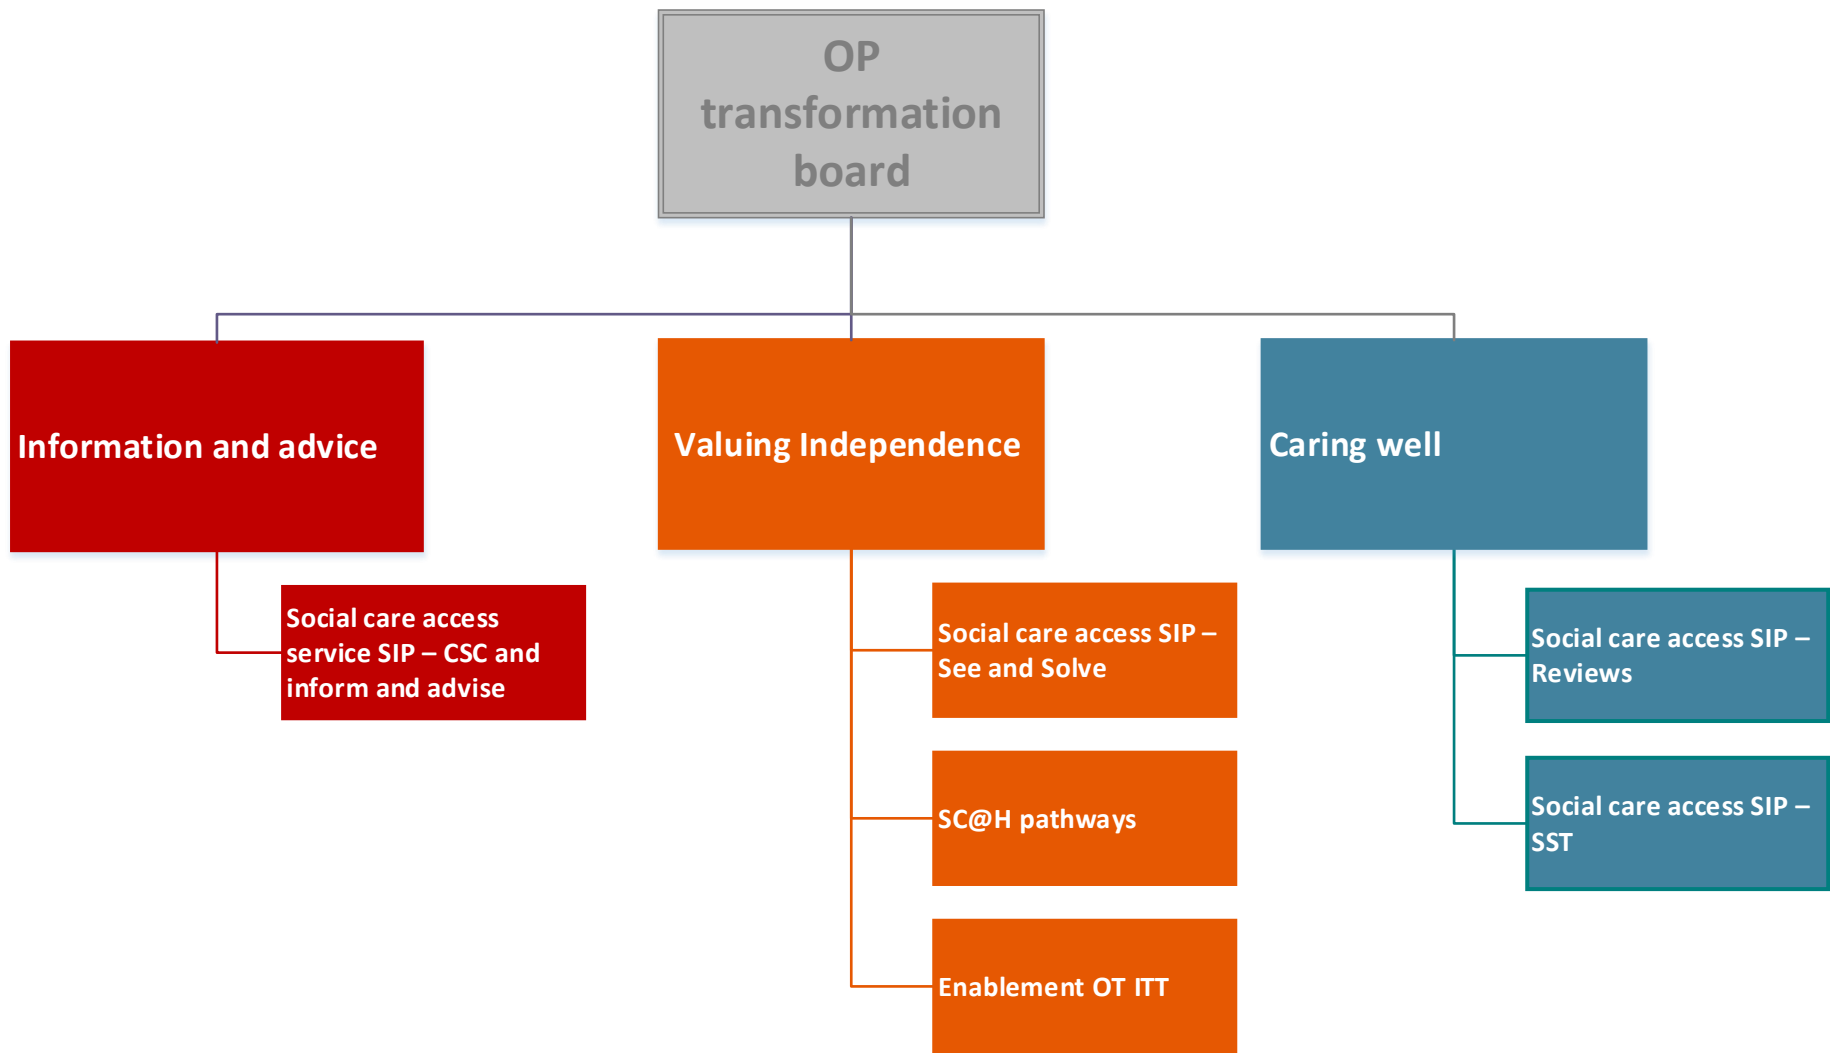 OP
transformation
board
Information and advice
Valuing Independence
Caring well
Social care access
service SIP – CSC and
inform and advise
Social care access SIP –
See and Solve
SC@H pathways
Enablement OT ITT
Social care access SIP –
Reviews
Social care access SIP –
SST